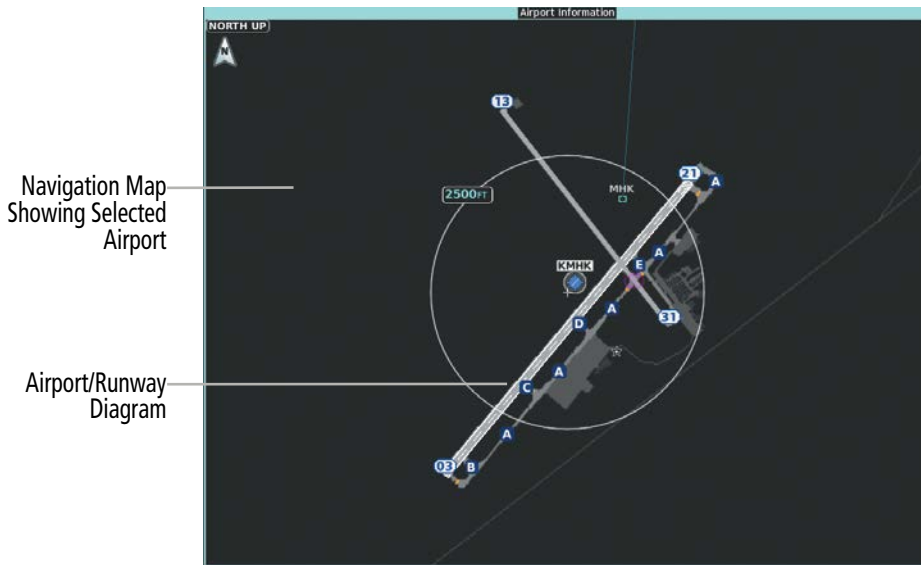 Airport Information
NORTH UP
N
13
21
A
2500FT
MHK
Navigation Map
Showing Selected
Airport
A
E
KMHK
A
31
D
A
C
Airport/Runway
Diagram
A
03
B